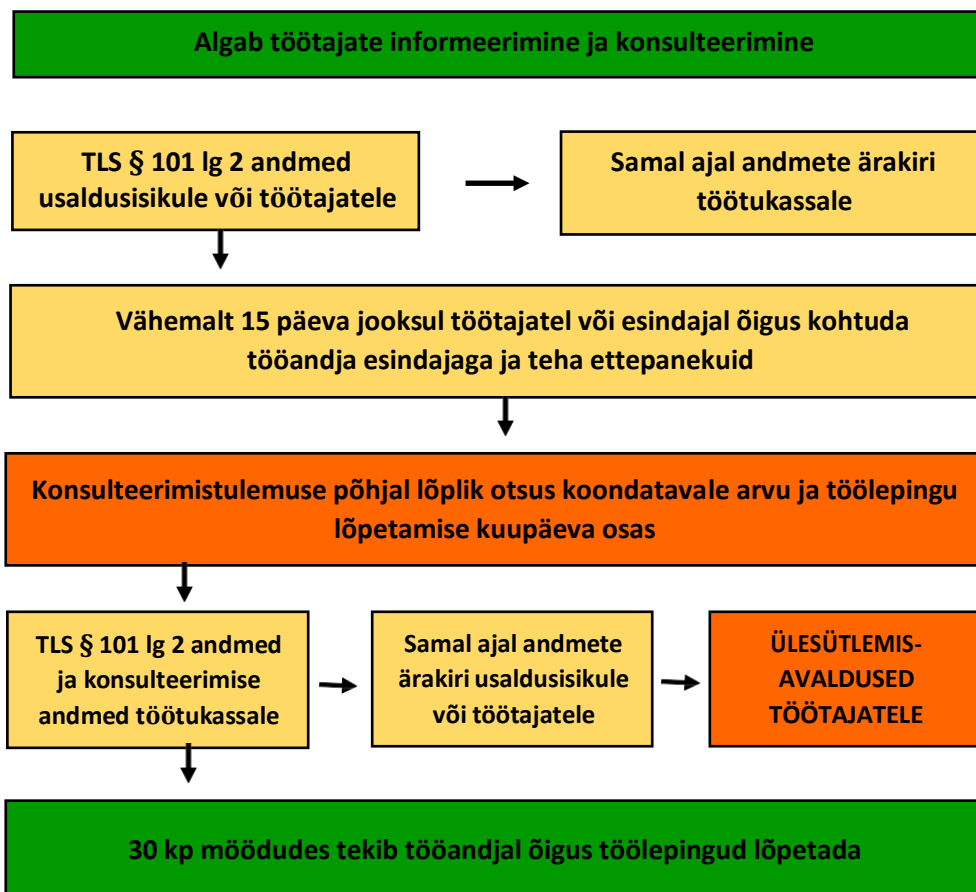 Algab töötajate informeerimine ja konsulteerimine
TLS § 101 lg 2 andmed
usaldusisikule või töötajatele
Samal ajal andmete ärakiri
töötukassale
Vähemalt 15 päeva jooksul töötajatel või esindajal õigus kohtuda
tööandja esindajaga ja teha ettepanekuid
Konsulteerimistulemuse põhjal lõplik otsus koondatavale arvu ja töölepingu
lõpetamise kuupäeva osas
TLS § 101 lg 2 andmed
ja konsulteerimise
andmed töötukassale
Samal ajal andmete
ärakiri usaldusisikule
või töötajatele
ÜLESÜTLEMIS-
AVALDUSED
TÖÖTAJATELE
30 kp möödudes tekib tööandjal õigus töölepingud lõpetada